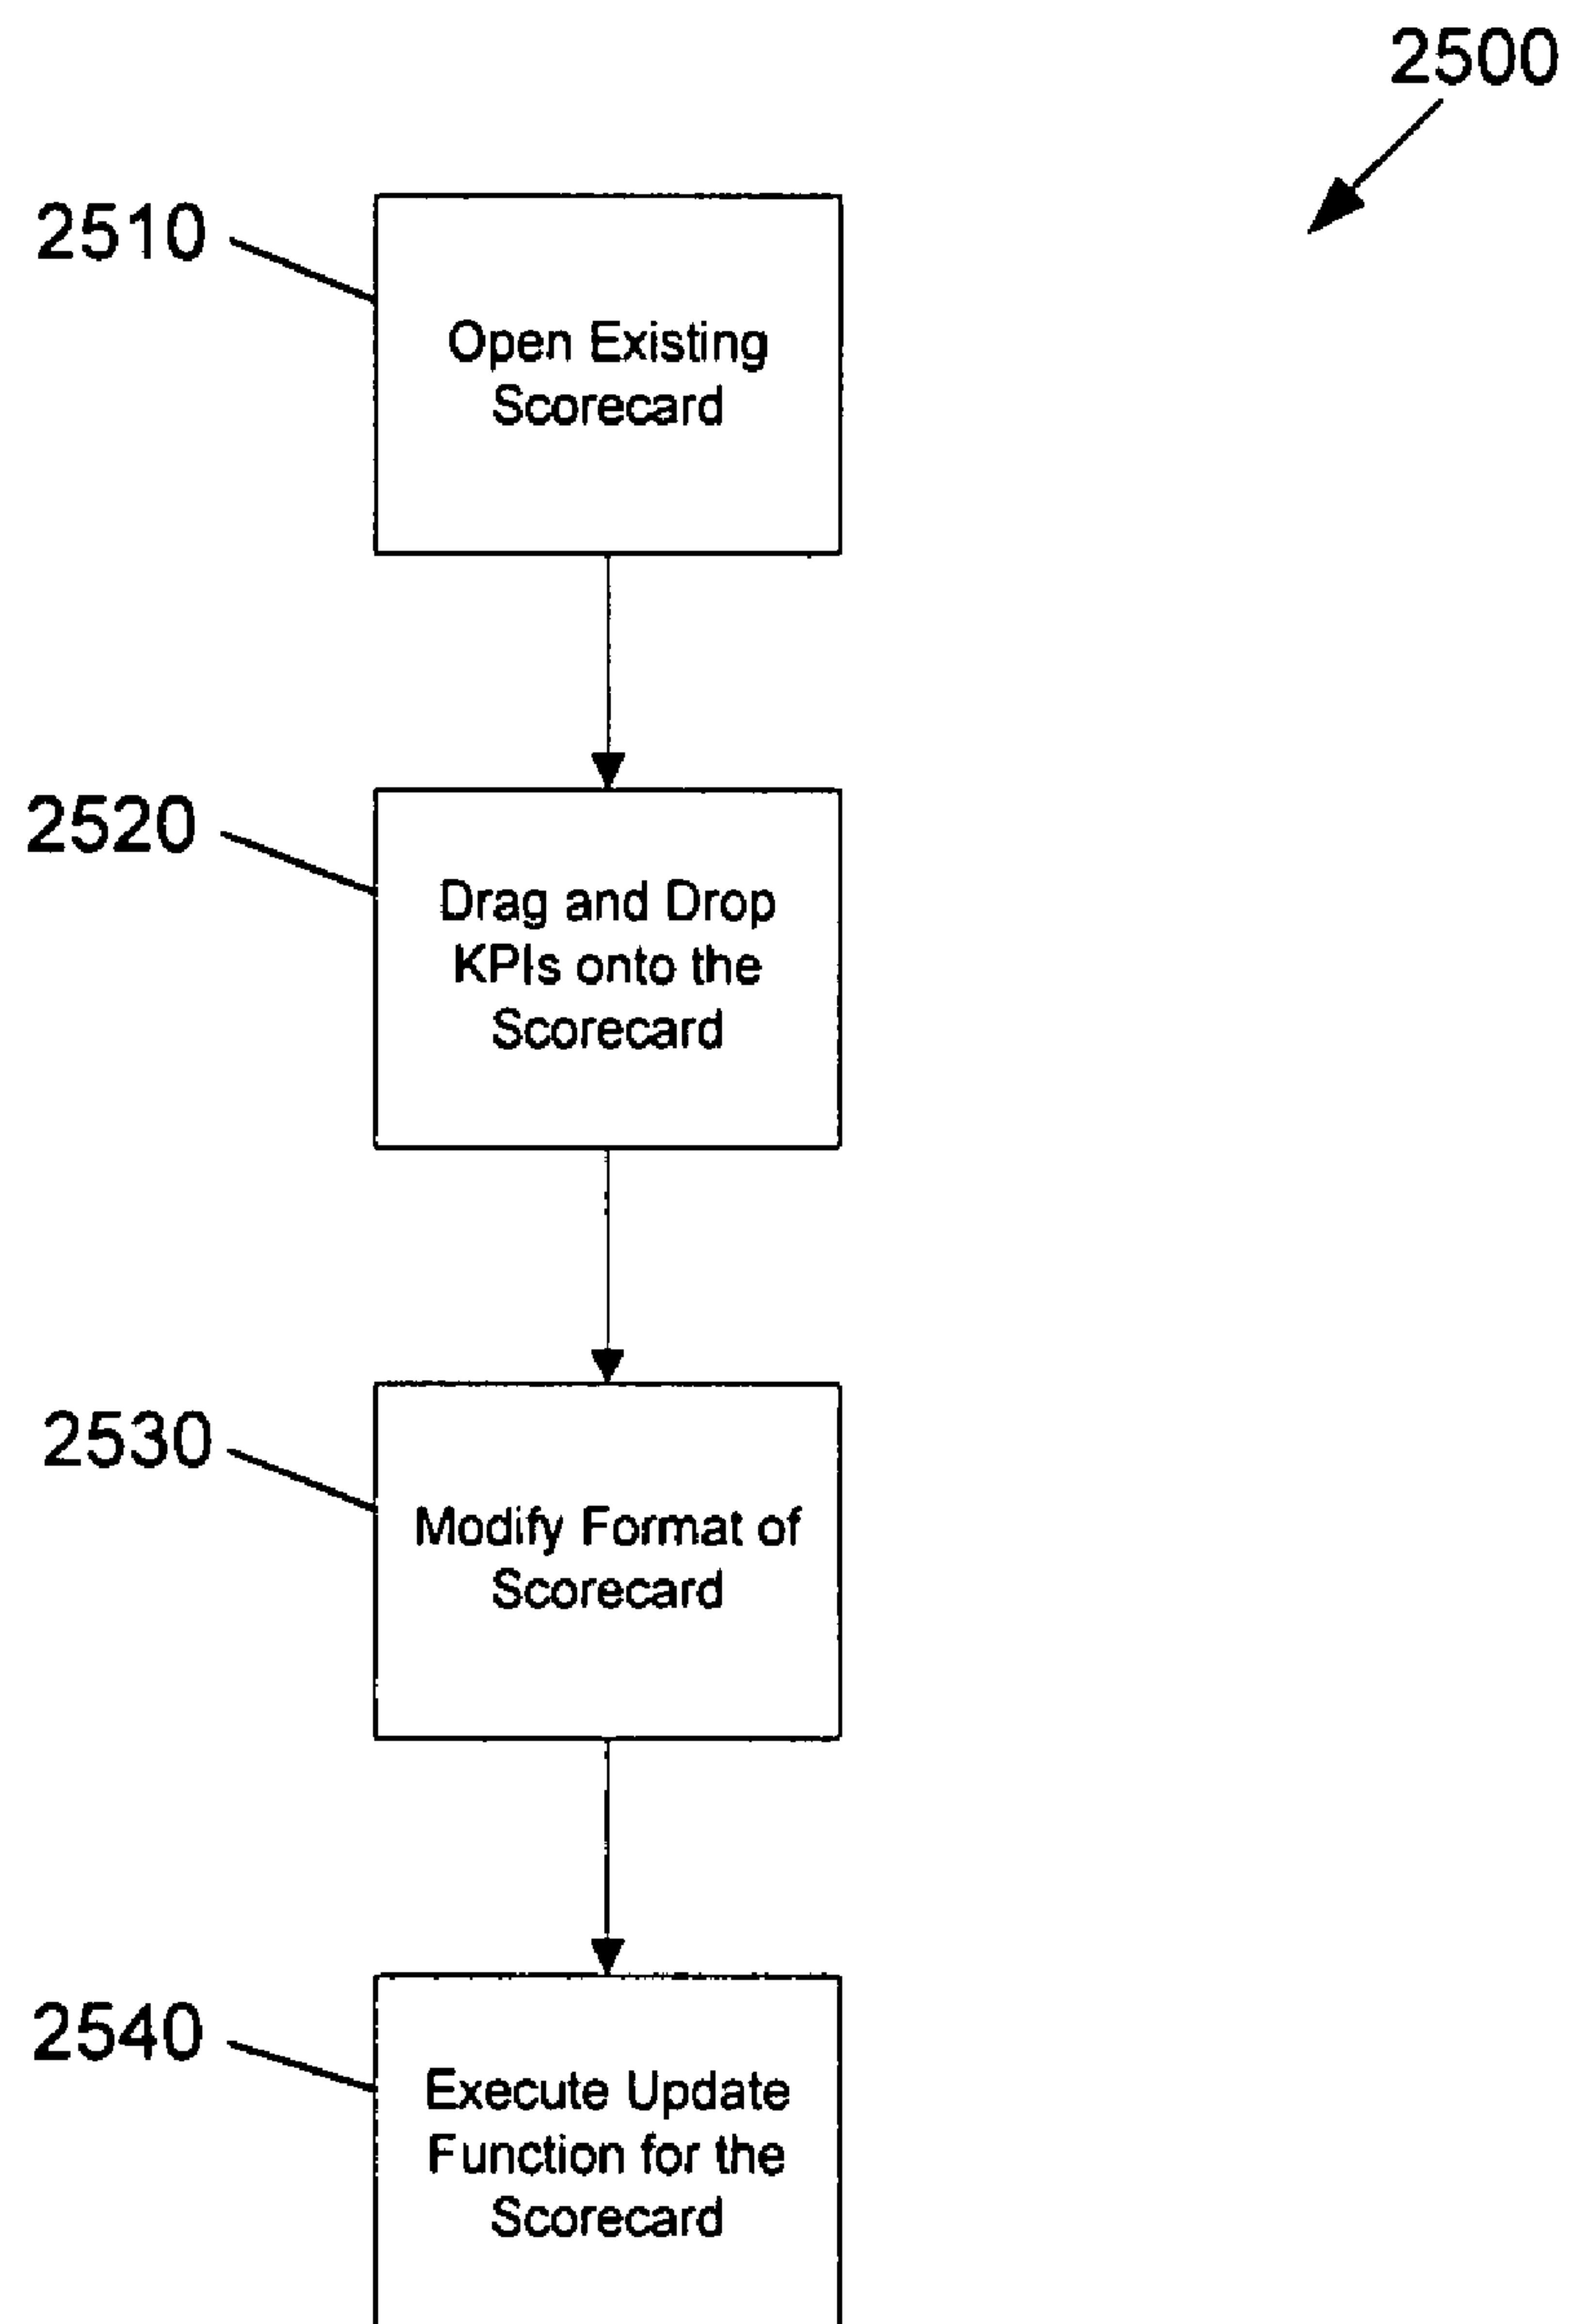 2500
2510
Open Existing
Scorecard
2520
Drag and Drop
KPIs onto the
Scorecard
2530
Modify Format of
Scorecard
2540
Execute Update
Function for the
Scorecard